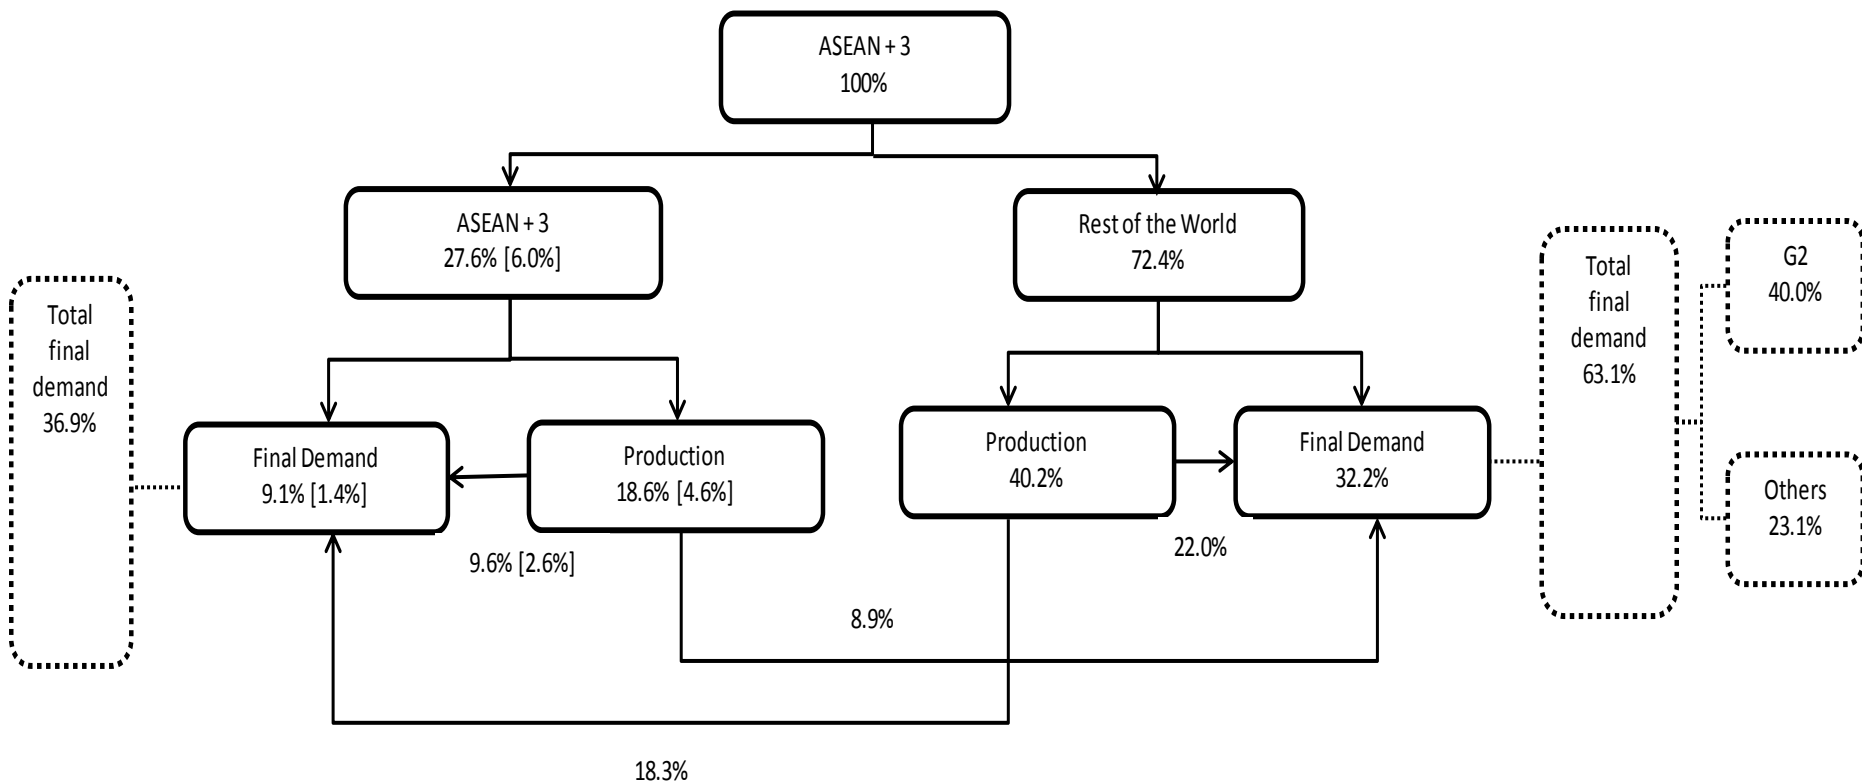 ASEAN + 3
100%
ASEAN + 3
27.6% [6.0%]
Rest of the World
72.4%
Total
final
demand
36.9%
Final Demand
9.1% [1.4%]
Production
18.6% [4.6%]
9.6% [2.6%]
Production
40.2%
Final Demand
32.2%
22.0%
8.9%
18.3%
Total
final
demand
63.1%
G2
40.0%
Others
23.1%